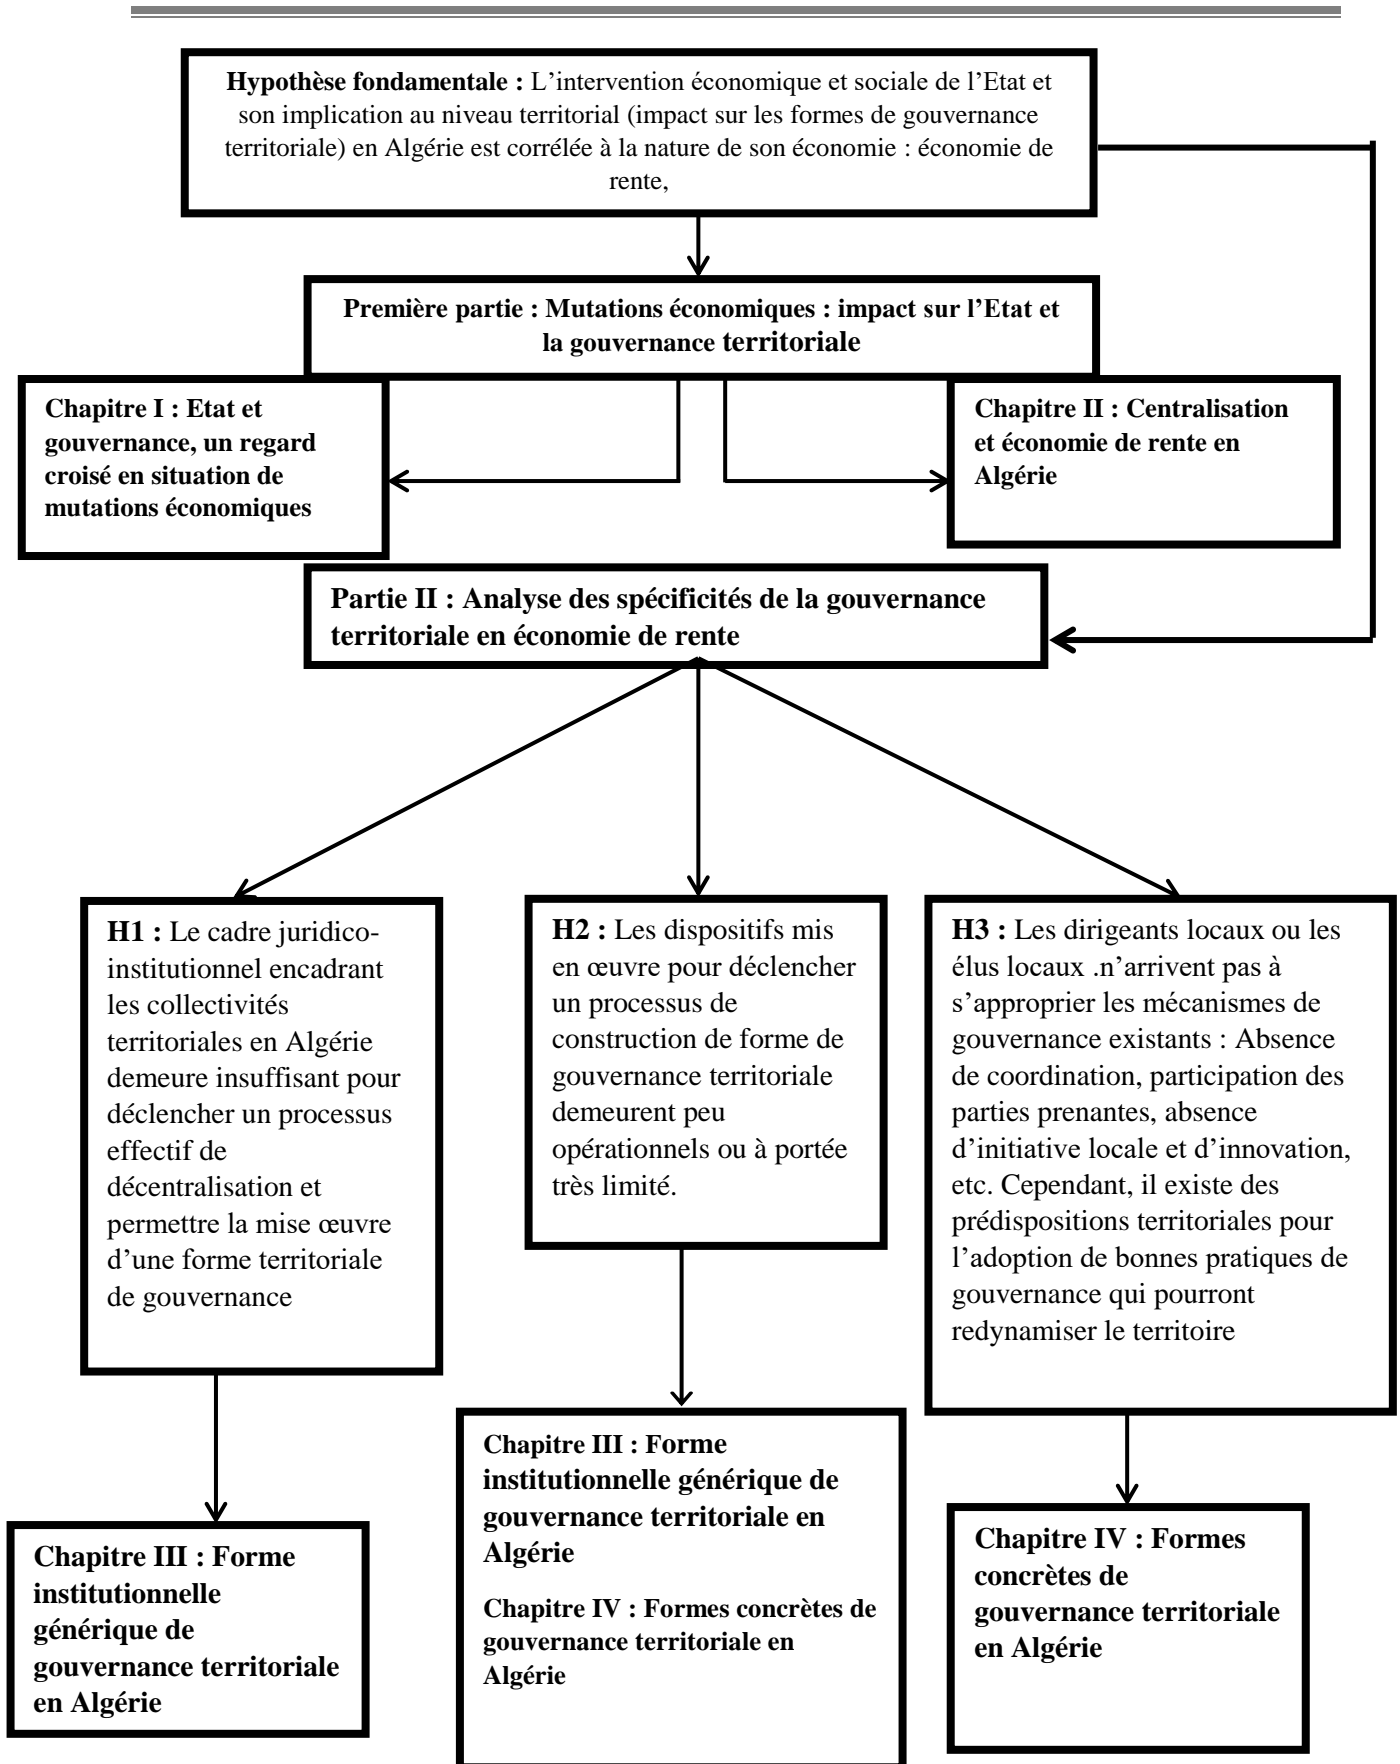 Hypothèse fondamentale : L’intervention économique et sociale de l’Etat et
son implication au niveau territorial (impact sur les formes de gouvernance
territoriale) en Algérie est corrélée à la nature de son économie : économie de
rente,
Première partie : Mutations économiques : impact sur l’Etat et
la gouvernance territoriale
Chapitre I : Etat et
gouvernance, un regard
croisé en situation de
mutations économiques
Chapitre II : Centralisation
et économie de rente en
Algérie
Partie II : Analyse des spécificités de la gouvernance
territoriale en économie de rente
H1 : Le cadre juridico-
institutionnel encadrant
les collectivités
territoriales en Algérie
demeure insuffisant pour
déclencher un processus
effectif de
décentralisation et
permettre la mise œuvre
d’une forme territoriale
de gouvernance
H2 : Les dispositifs mis
en œuvre pour déclencher
un processus de
construction de forme de
gouvernance territoriale
demeurent peu
opérationnels ou à portée
très limité.
H3 : Les dirigeants locaux ou les
élus locaux .n’arrivent pas à
s’approprier les mécanismes de
gouvernance existants : Absence
de coordination, participation des
parties prenantes, absence
d’initiative locale et d’innovation,
etc. Cependant, il existe des
prédispositions territoriales pour
l’adoption de bonnes pratiques de
gouvernance qui pourront
redynamiser le territoire
Chapitre III : Forme
institutionnelle
générique de
gouvernance territoriale
en Algérie
Chapitre III : Forme
institutionnelle générique de
gouvernance territoriale en
Algérie
Chapitre IV : Formes concrètes de
gouvernance territoriale en
Algérie
Chapitre IV : Formes
concrètes de
gouvernance territoriale
en Algérie